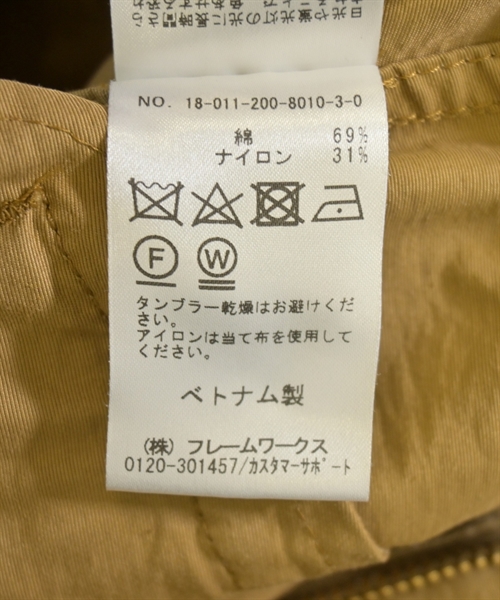 NO. 18-011-200-8010-3-0
綿 69%
ナイロン 31%
F W
タンブラー乾燥はお避けくだ
さい。
アイロンは当て布を使用して
ください。
ベトナム製
(株) フレームワークス
0120-301457/カスタマーサポート